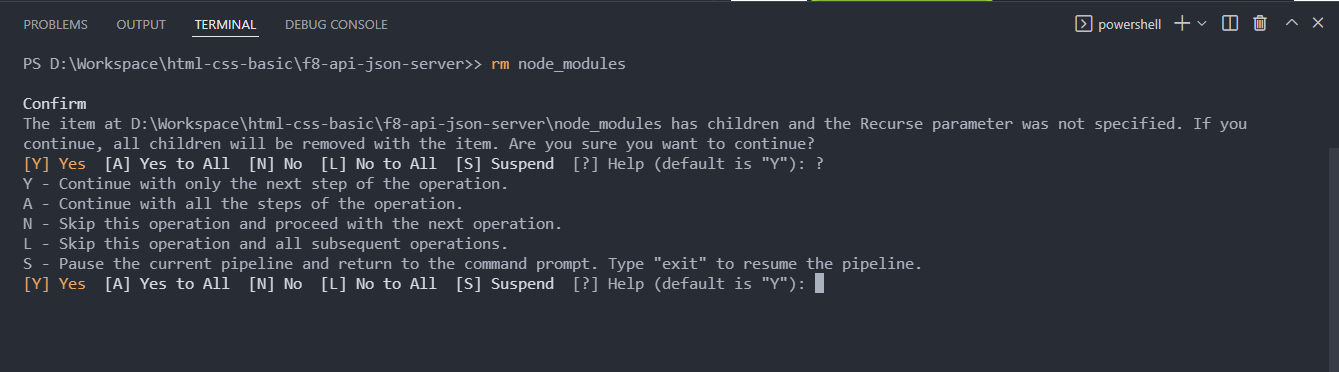 PROBLEMS OUTPUT TERMINAL DEBUG CONSOLE powershell
PS D:\Workspace\html-css-basic\f8-api-json-server>> rm node_modules
Confirm
The item at D:\Workspace\html-css-basic\f8-api-json-server\node_modules has children and the Recurse parameter was not specified. If you
continue, all children will be removed with the item. Are you sure you want to continue?
[Y] Yes  [A] Yes to All  [N] No  [L] No to All  [S] Suspend  [?] Help (default is "Y"): ?
Y - Continue with only the next step of the operation.
A - Continue with all the steps of the operation.
N - Skip this operation and proceed with the next operation.
L - Skip this operation and all subsequent operations.
S - Pause the current pipeline and return to the command prompt. Type "exit" to resume the pipeline.
[Y] Yes  [A] Yes to All  [N] No  [L] No to All  [S] Suspend  [?] Help (default is "Y"):